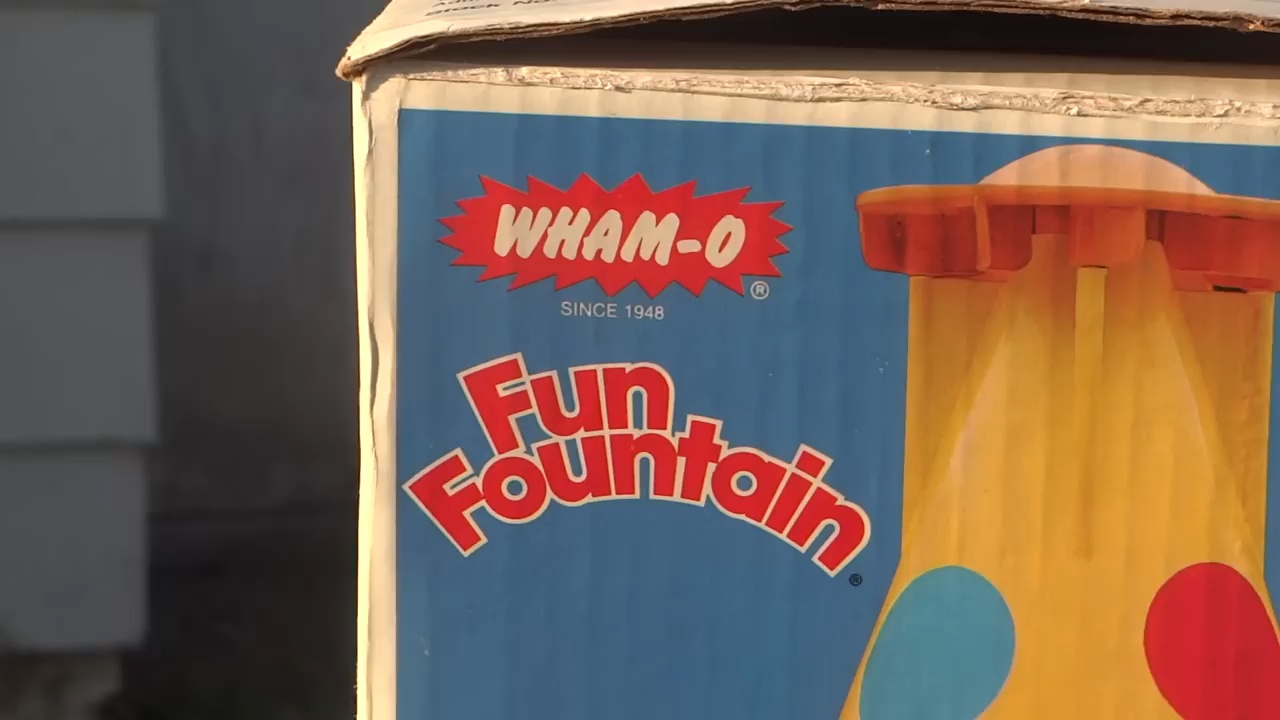 WHAM-O
®
SINCE 1948
Fun
Fountain
®